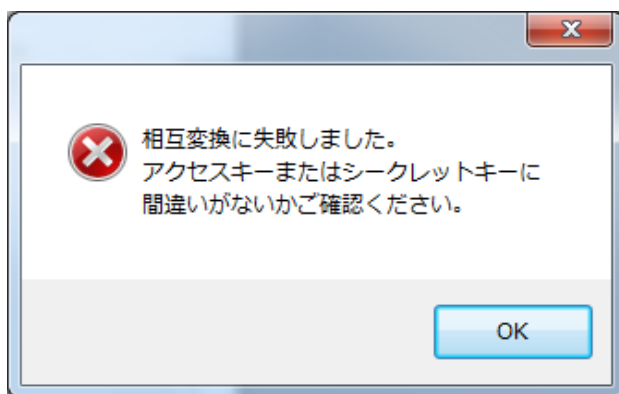 相互変換に失敗しました。
アクセスキーまたはシークレットキーに
間違いがないかご確認ください。
OK